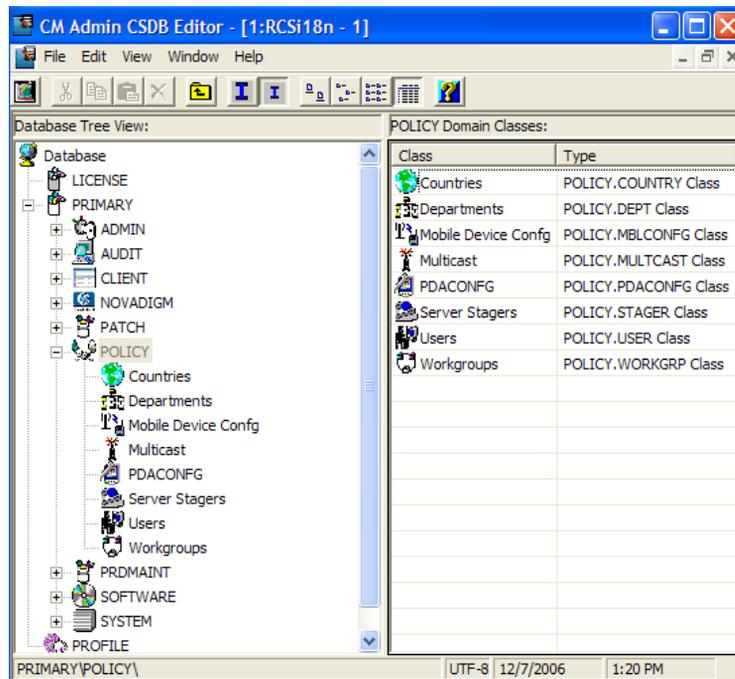 CM Admin CSDB Editor - [1:RCSi18n - 1]
File Edit View Window Help
Database Tree View:
Database
LICENSE
PRIMARY
ADMIN
AUDIT
CLIENT
NOVADIGM
PATCH
POLICY
Countries
Departments
Mobile Device Confg
Multicast
PDACONFG
Server Stagers
Users
Workgroups
PRDMAINT
SOFTWARE
SYSTEM
PROFILE
POLICY Domain Classes:
Class Type
Countries POLICY.COUNTRY Class
Departments POLICY.DEPT Class
Mobile Device Confg POLICY.MBLCONFG Class
Multicast POLICY.MULTCAST Class
PDACONFG POLICY.PDACONFG Class
Server Stagers POLICY.STAGER Class
Users POLICY.USER Class
Workgroups POLICY.WORKGRP Class
PRIMARY\POLICY\ UTF-8 12/7/2006 1:20 PM